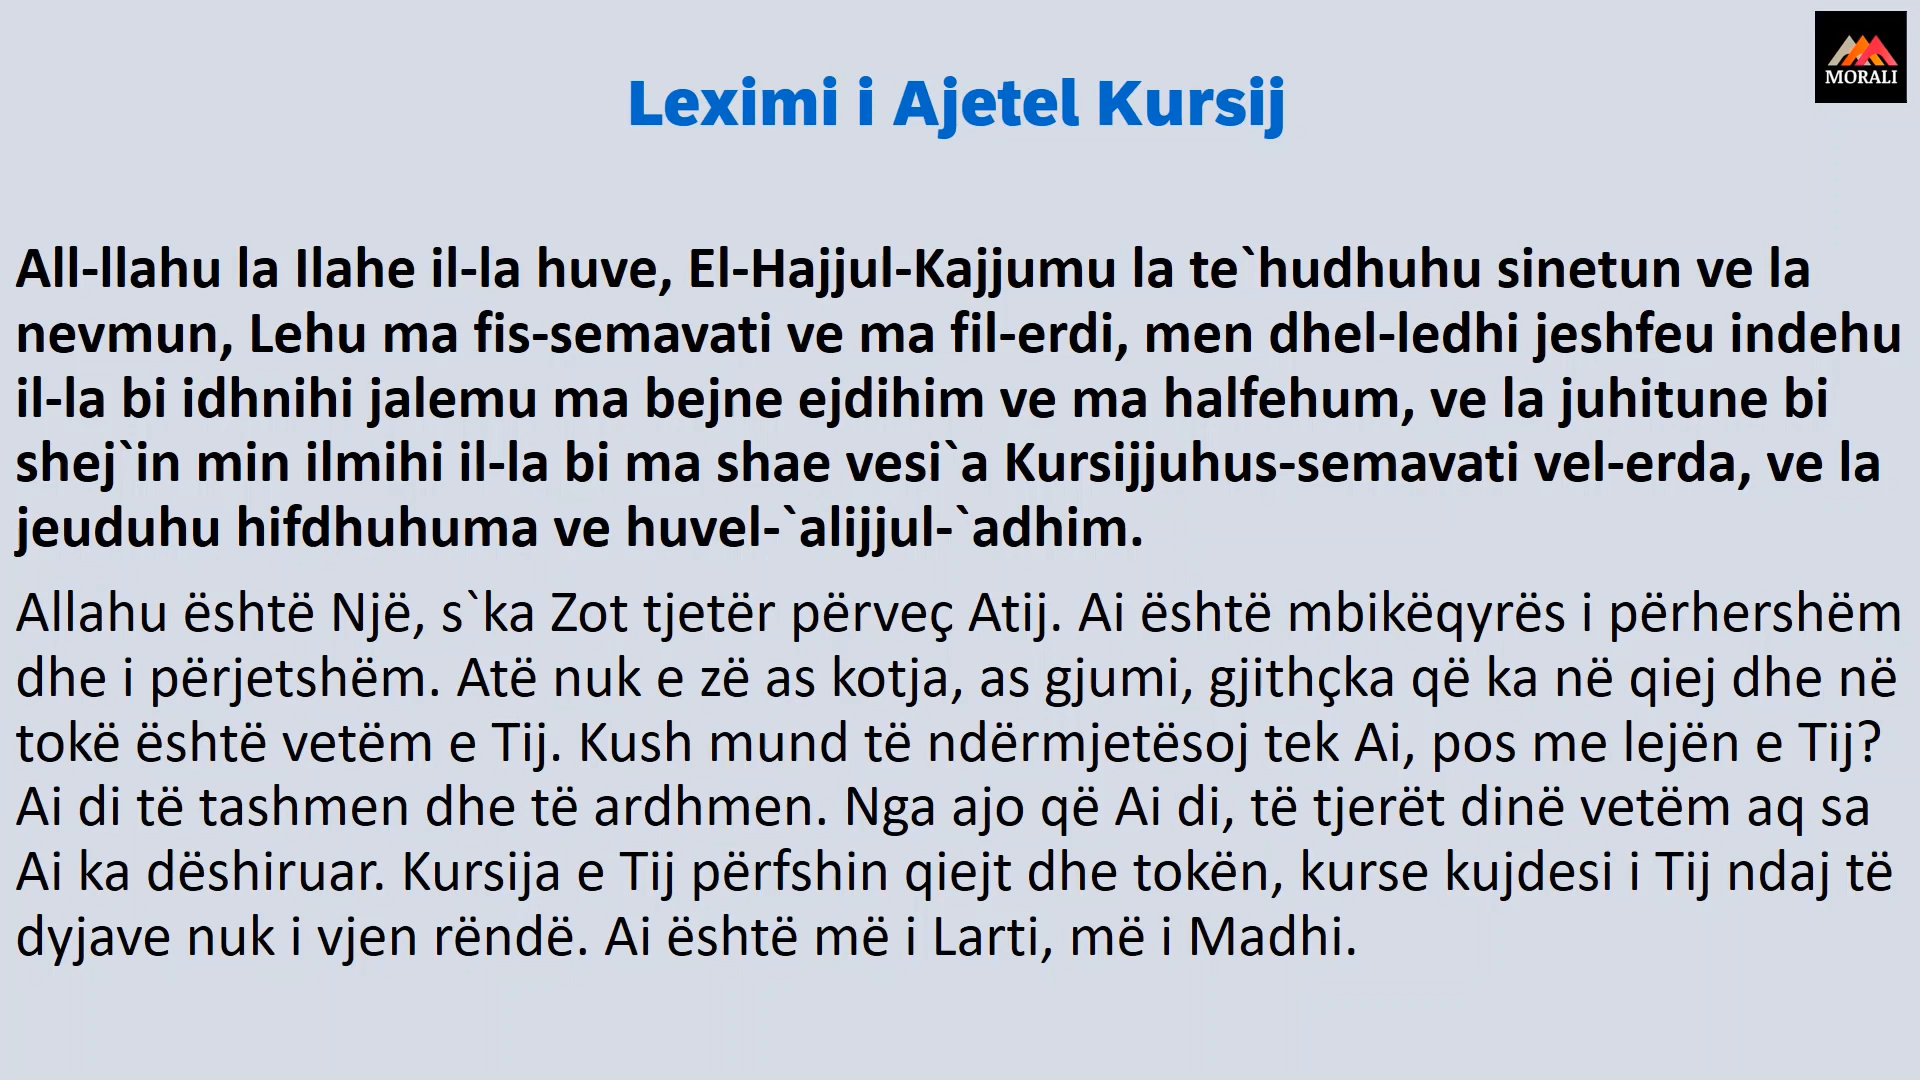 MORALI
Leximi i Ajetel Kursij
All-llahu la Ilahe il-la huve, El-Hajjul-Kajjumu la te`hudhuhu sinetun ve la
nevmun, Lehu ma fis-semavati ve ma fil-erdi, men dhel-ledhi jeshfeu indehu
il-la bi idhnihi jalemu ma bejne ejdihim ve ma halfehum, ve la juhitune bi
shej`in min ilmihi il-la bi ma shae vesi`a Kursijjuhus-semavati vel-erda, ve la
jeuduhu hifdhuhuma ve huvel-`alijjul-`adhim.
Allahu është Një, s`ka Zot tjetër përveç Atij. Ai është mbikëqyrës i përhershëm
dhe i përjetshëm. Atë nuk e zë as kotja, as gjumi, gjithçka që ka në qiej dhe në
tokë është vetëm e Tij. Kush mund të ndërmjetësoj tek Ai, pos me lejën e Tij?
Ai di të tashmen dhe të ardhmen. Nga ajo që Ai di, të tjerët dinë vetëm aq sa
Ai ka dëshiruar. Kursija e Tij përfshin qiejt dhe tokën, kurse kujdesi i Tij ndaj të
dyjave nuk i vjen rëndë. Ai është më i Larti, më i Madhi.